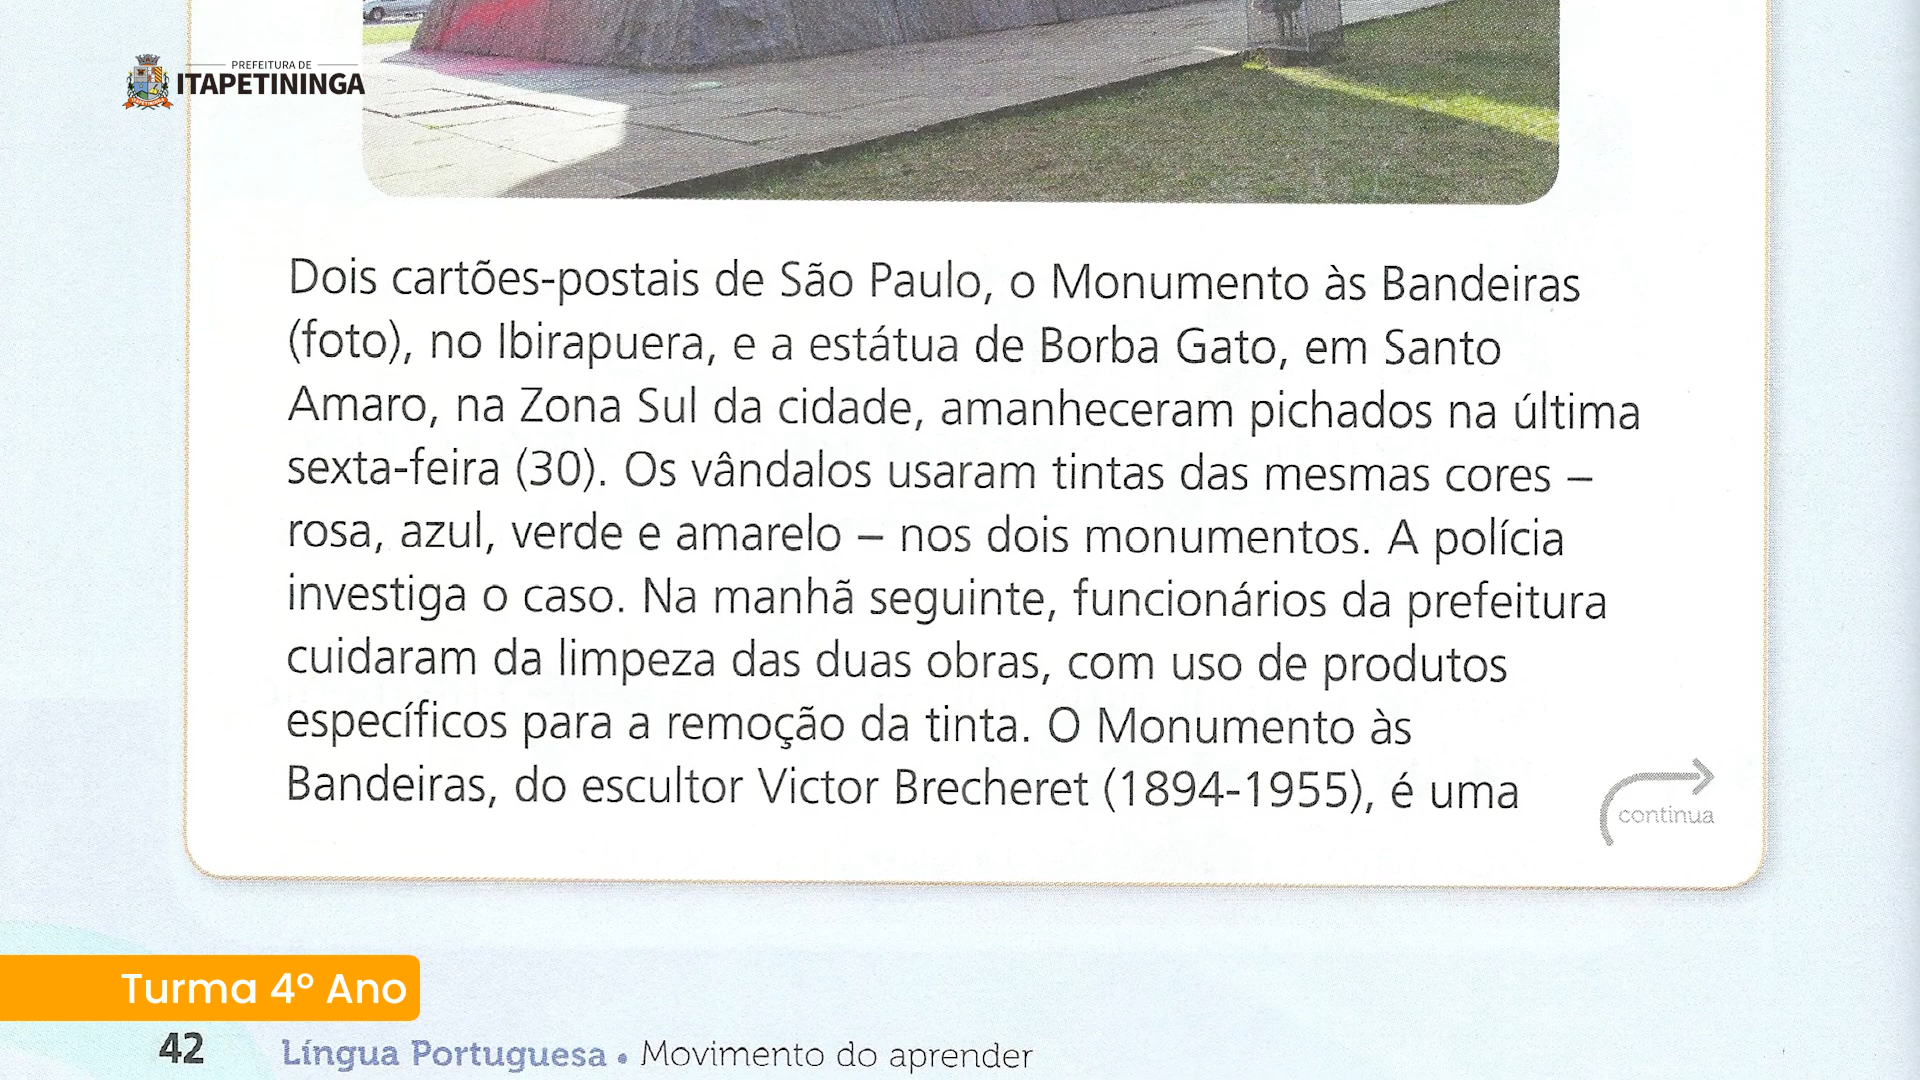 PREFEITURA DE
ITAPETININGA
Dois cartões-postais de São Paulo, o Monumento às Bandeiras
(foto), no Ibirapuera, e a estátua de Borba Gato, em Santo
Amaro, na Zona Sul da cidade, amanheceram pichados na última
sexta-feira (30). Os vândalos usaram tintas das mesmas cores –
rosa, azul, verde e amarelo – nos dois monumentos. A polícia
investiga o caso. Na manhã seguinte, funcionários da prefeitura
cuidaram da limpeza das duas obras, com uso de produtos
específicos para a remoção da tinta. O Monumento às
Bandeiras, do escultor Victor Brecheret (1894-1955), é uma
continua
Turma 4º Ano
42 Língua Portuguesa • Movimento do aprender